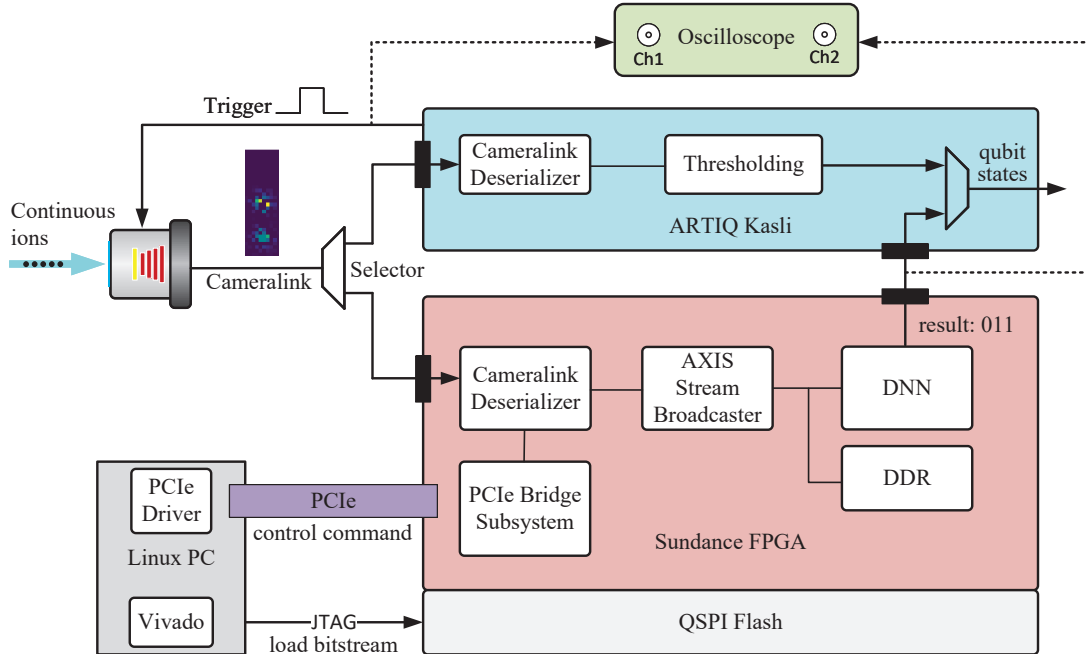 Oscilloscope
Ch1
Ch2
Trigger
Cameralink
Deserializer
Thresholding
qubit
states
ARTIQ Kasli
Continuous
ions
Cameralink
Selector
result: 011
Cameralink
Deserializer
AXIS
Stream
Broadcaster
DNN
DDR
PCIe Bridge
Subsystem
Sundance FPGA
PCIe
Driver
PCIe
control command
Linux PC
Vivado
JTAG
load bitstream
QSPI Flash